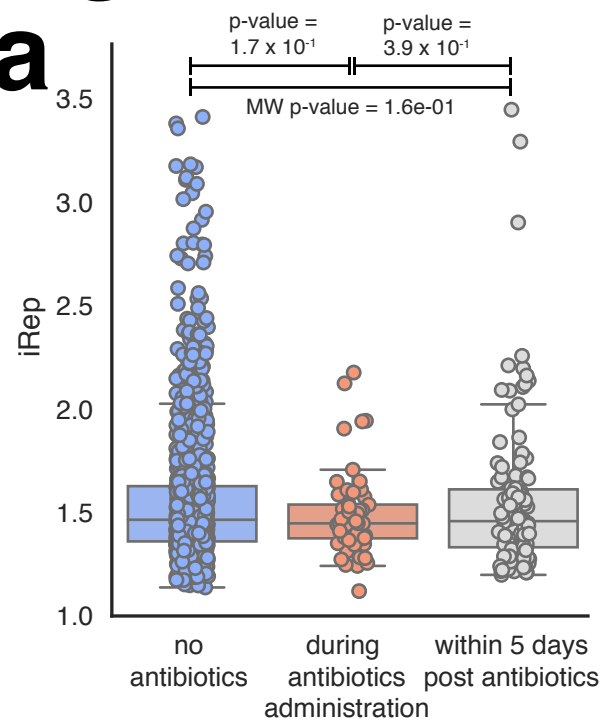 a
p-value =
1.7 x 10⁻¹
p-value =
3.9 x 10⁻¹
MW p-value = 1.6e-01
3.5
3.0
2.5
2.0
1.5
1.0
iRep
no
antibiotics
during
antibiotics
administration
within 5 days
post antibiotics